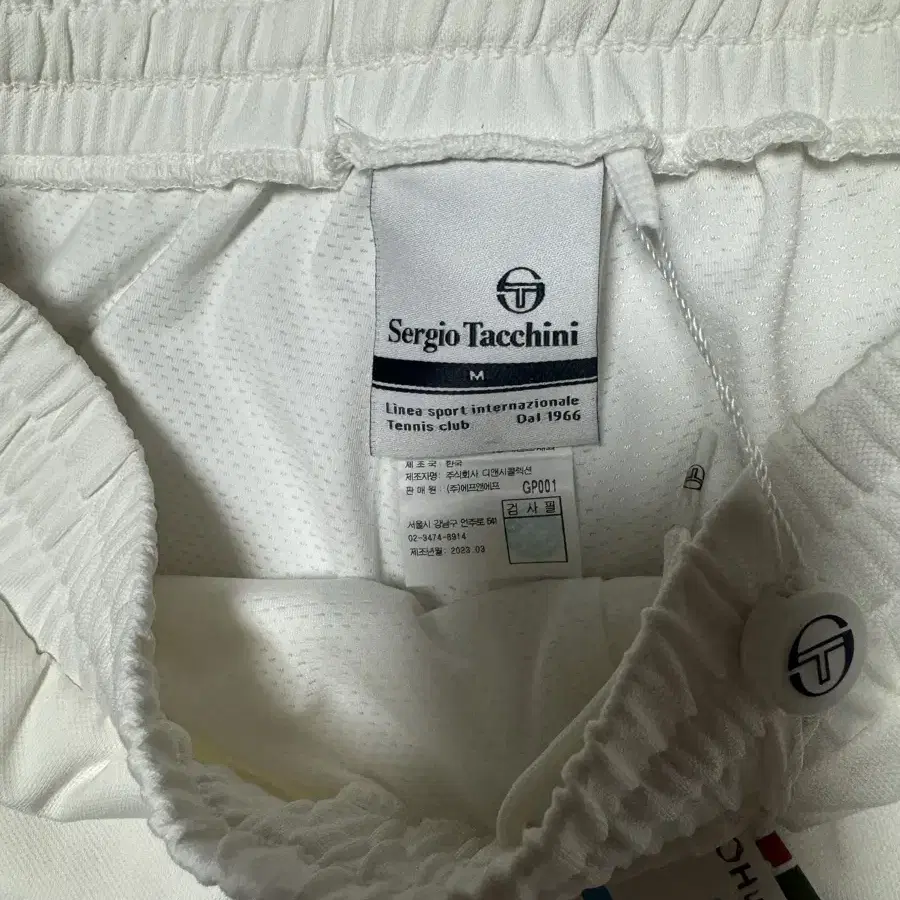 Sergio Tacchini
M
Linea sport internazionale
Tennis club Dal 1966
제조국: 한국
제조자명: 주식회사 디앤시콜렉션
판매원: (주)에프앤에프 GP001
검사필
서울시 강남구 언주로 541
02-3474-8914
제조년월: 2023.03